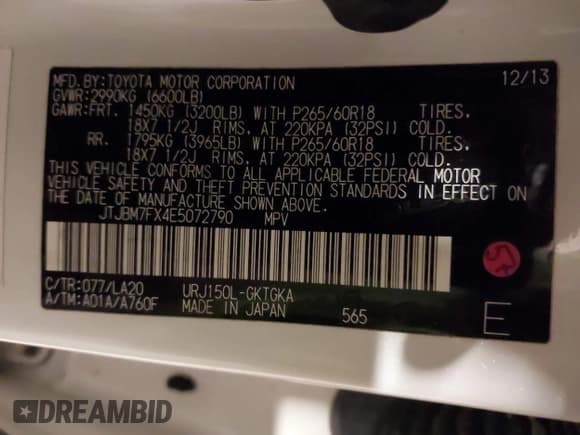 MFD.BY:TOYOTA MOTOR CORPORATION 12/13
GVWR:2990KG (6600LB)
GAWR:FRT. 1450KG (3200LB) WITH P265/60R18 TIRES.
18X7 1/2J RIMS. AT 220KPA (32PSI) COLD.
RR. 1795KG (3965LB) WITH P265/60R18 TIRES.
18X7 1/2J RIMS. AT 220KPA (32PSI) COLD.
THIS VEHICLE CONFORMS TO ALL APPLICABLE FEDERAL MOTOR
VEHICLE SAFETY AND THEFT PREVENTION STANDARDS IN EFFECT ON
THE DATE OF MANUFACTURE SHOWN ABOVE.
JTJBM7FX4E5072790 MPV
C/TR:077/LA20 URJ150L-GKTGKA
A/TM:A01A/A760F MADE IN JAPAN 565 E
DREAMBID